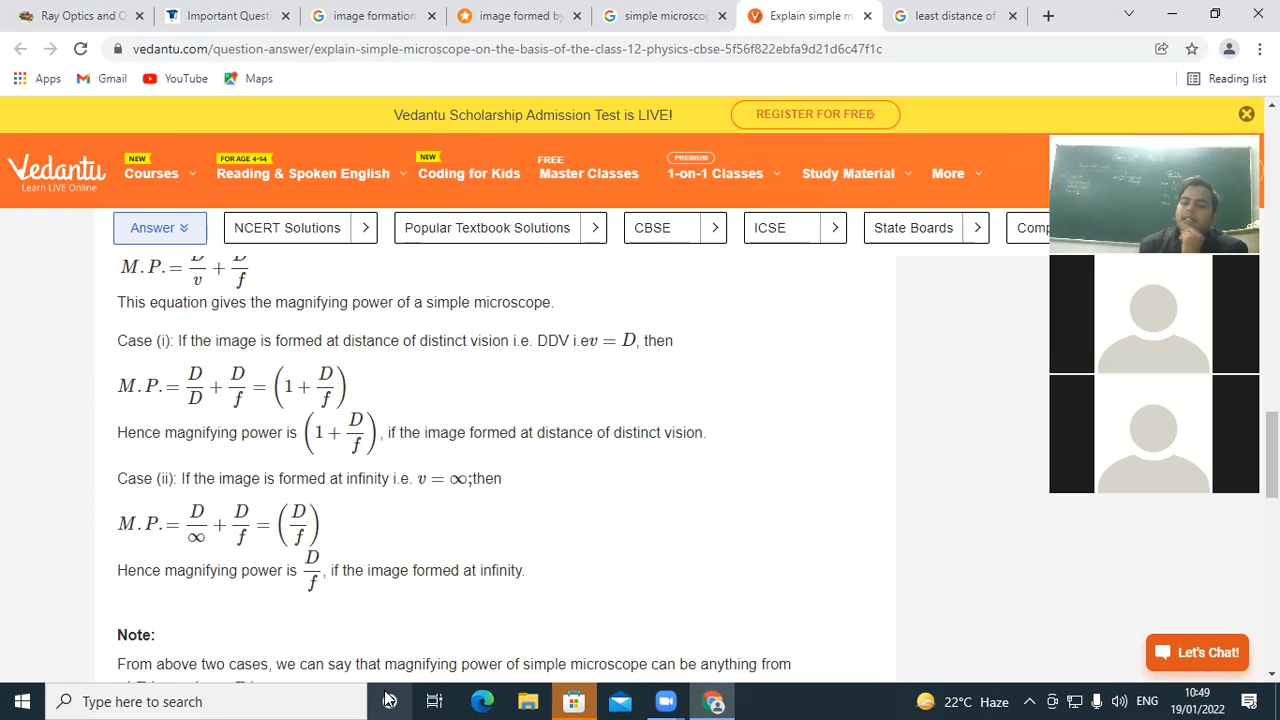 Ray Optics and O
Important Questi
image formation
image formed by
simple microscop
Explain simple m
least distance of
vedantu.com/question-answer/explain-simple-microscope-on-the-basis-of-the-class-12-physics-cbse-5f56f822ebfa9d21d6c47f1c
Apps
Gmail
YouTube
Maps
Reading list
Vedantu Scholarship Admission Test is LIVE!
REGISTER FOR FREE
Vedantu
Learn LIVE Online
NEW
Courses
FOR AGE 4-14
Reading & Spoken English
NEW
Coding for Kids
FREE
Master Classes
PREMIUM
1-on-1 Classes
Study Material
More
Answer
NCERT Solutions
Popular Textbook Solutions
CBSE
ICSE
State Boards
Comp
M.P. = D/v + D/f
This equation gives the magnifying power of a simple microscope.
Case (i): If the image is formed at distance of distinct vision i.e. DDV i.ev = D, then
M.P. = D/D + D/f = (1 + D/f)
Hence magnifying power is (1 + D/f), if the image formed at distance of distinct vision.
Case (ii): If the image is formed at infinity i.e. v = ∞;then
M.P. = D/∞ + D/f = (D/f)
Hence magnifying power is D/f, if the image formed at infinity.
Note:
From above two cases, we can say that magnifying power of simple microscope can be anything from
Let's Chat!
Type here to search
22°C Haze
ENG
10:49
19/01/2022